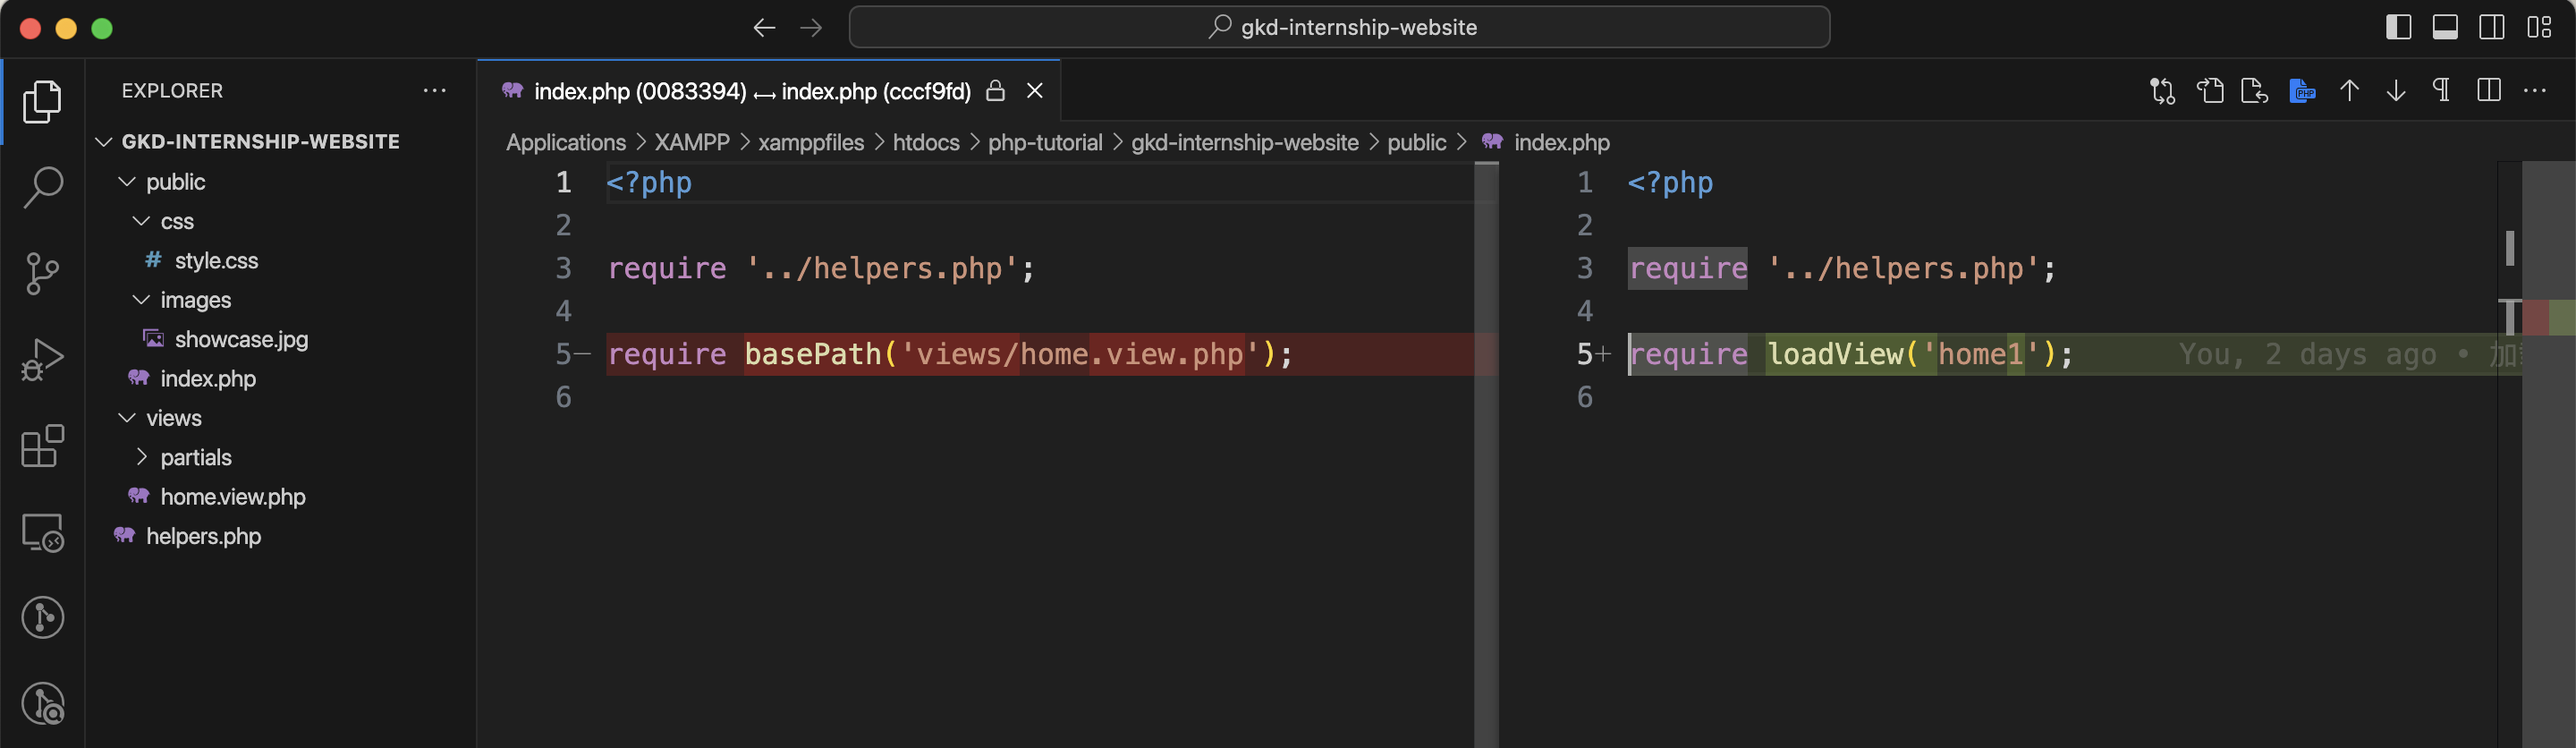 gkd-internship-website
EXPLORER
index.php (0083394) ↔ index.php (cccf9fd)
GKD-INTERNSHIP-WEBSITE
public
css
# style.css
images
showcase.jpg
index.php
views
partials
home.view.php
helpers.php
Applications > XAMPP > xamppfiles > htdocs > php-tutorial > gkd-internship-website > public > index.php
1 <?php
2
3 require '../helpers.php';
4
5− require basePath('views/home.view.php');
6
1 <?php
2
3 require '../helpers.php';
4
5+ require loadView('home1'); You, 2 days ago • 加
6
PHP